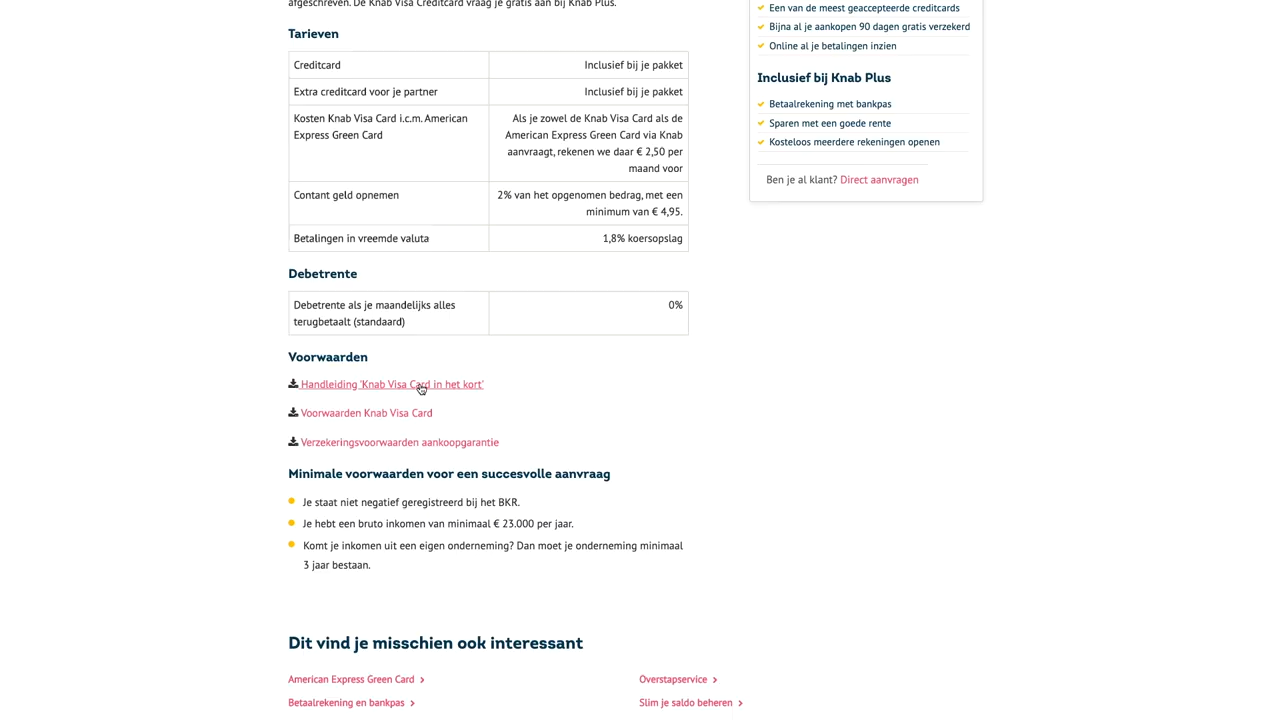 afgeschreven. De Knab Visa Creditcard vraag je gratis aan bij Knab Plus.
Tarieven
Creditcard
Inclusief bij je pakket
Extra creditcard voor je partner
Inclusief bij je pakket
Kosten Knab Visa Card i.c.m. American
Express Green Card
Als je zowel de Knab Visa Card als de
American Express Green Card via Knab
aanvraagt, rekenen we daar € 2,50 per
maand voor
Contant geld opnemen
2% van het opgenomen bedrag, met een
minimum van € 4,95.
Betalingen in vreemde valuta
1,8% koersopslag
Debetrente
Debetrente als je maandelijks alles
terugbetaalt (standaard)
0%
Voorwaarden
Handleiding 'Knab Visa Card in het kort'
Voorwaarden Knab Visa Card
Verzekeringsvoorwaarden aankoopgarantie
Minimale voorwaarden voor een succesvolle aanvraag
Je staat niet negatief geregistreerd bij het BKR.
Je hebt een bruto inkomen van minimaal € 23.000 per jaar.
Komt je inkomen uit een eigen onderneming? Dan moet je onderneming minimaal
3 jaar bestaan.
Een van de meest geaccepteerde creditcards
Bijna al je aankopen 90 dagen gratis verzekerd
Online al je betalingen inzien
Inclusief bij Knab Plus
Betaalrekening met bankpas
Sparen met een goede rente
Kosteloos meerdere rekeningen openen
Ben je al klant? Direct aanvragen
Dit vind je misschien ook interessant
American Express Green Card
Betaalrekening en bankpas
Overstapservice
Slim je saldo beheren